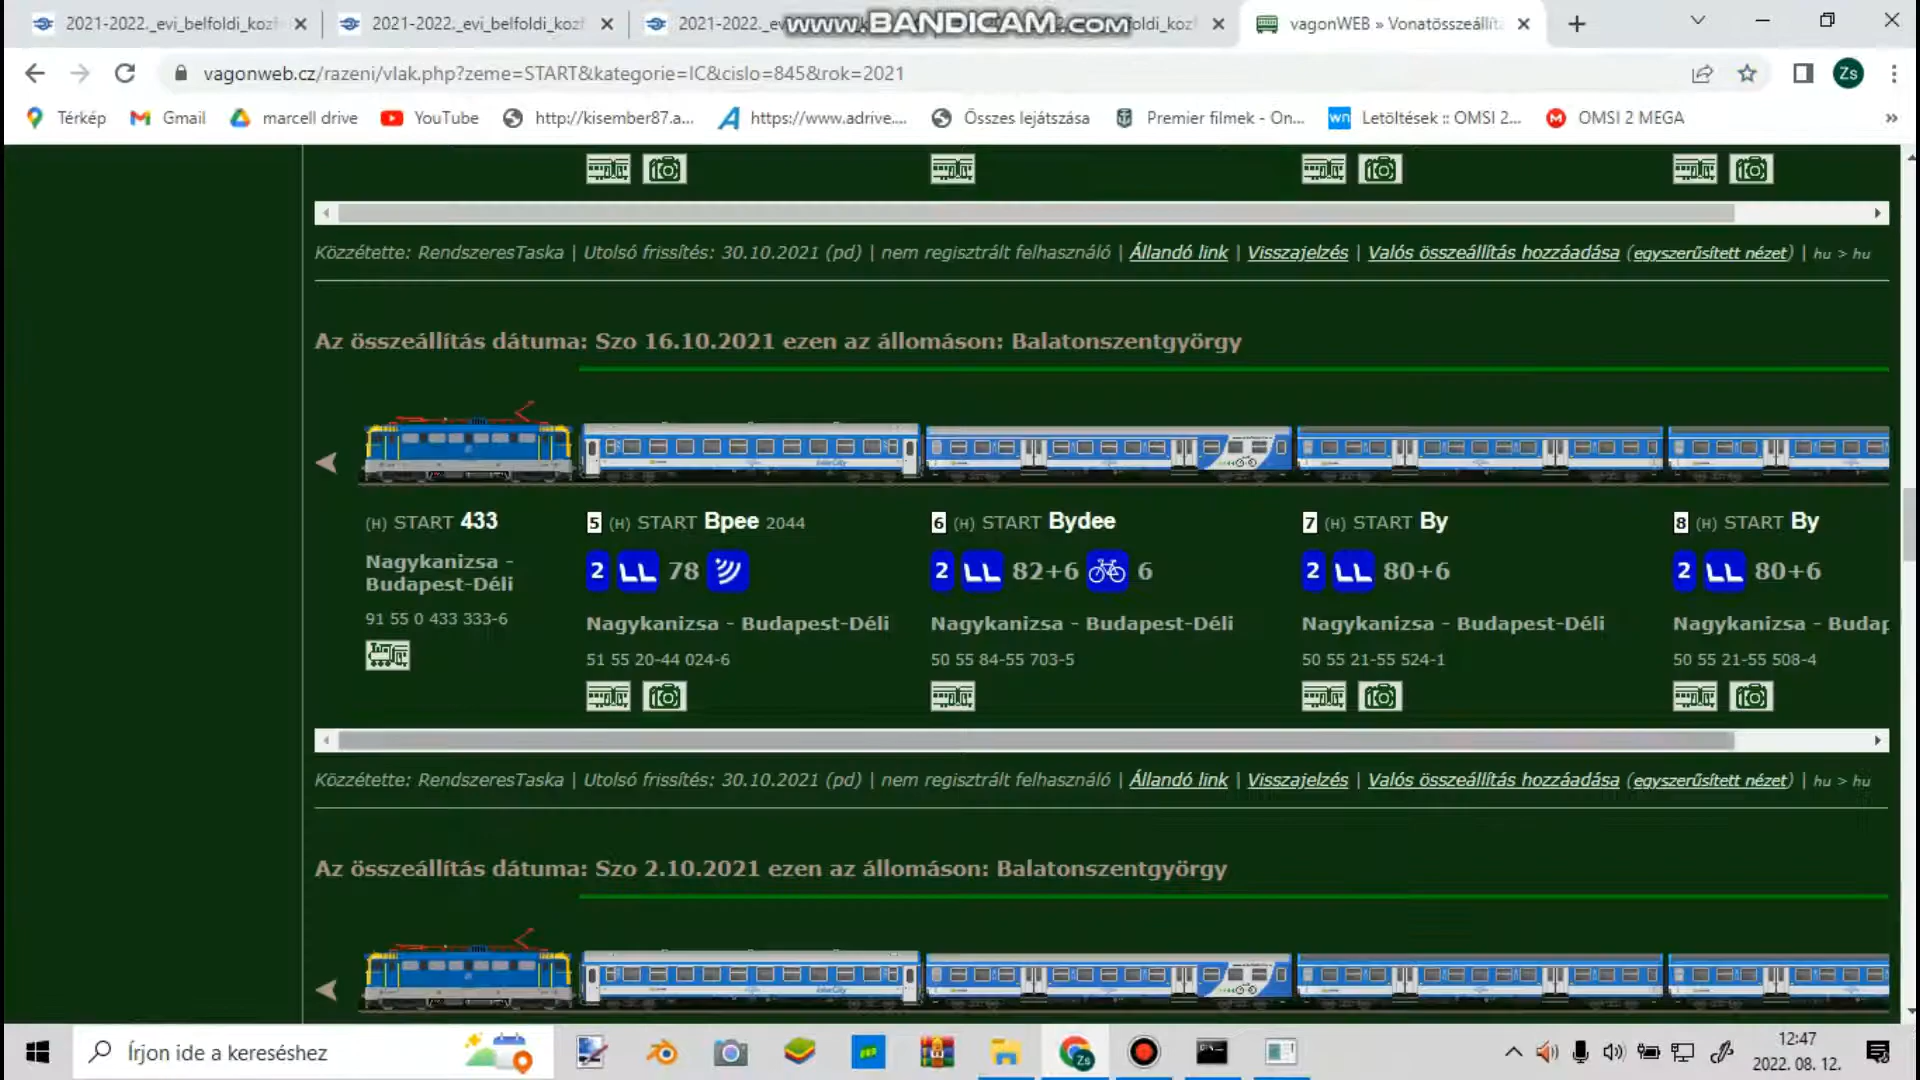 2021-2022._evi_belfoldi_kozl
2021-2022._evi_belfoldi_kozl
2021-2022._evi
www.BANDICAM.com
vagonWEB » Vonatösszeállít
vagonweb.cz/razeni/vlak.php?zeme=START&kategorie=IC&cislo=845&rok=2021
Zs
Térkép
Gmail
marcell drive
YouTube
http://kisember87.a...
https://www.adrive....
Összes lejátszása
Premier filmek - On...
wn Letöltések :: OMSI 2...
OMSI 2 MEGA
»
Közzétette: RendszeresTaska | Utolsó frissítés: 30.10.2021 (pd) | nem regisztrált felhasználó | Állandó link | Visszajelzés | Valós összeállítás hozzáadása (egyszerűsített nézet) | hu > hu
Az összeállítás dátuma: Szo 16.10.2021 ezen az állomáson: Balatonszentgyörgy
(H) START 433
Nagykanizsa -
Budapest-Déli
91 55 0 433 333-6
5 (H) START Bpee 2044
2 78
Nagykanizsa - Budapest-Déli
51 55 20-44 024-6
6 (H) START Bydee
2 82+6 6
Nagykanizsa - Budapest-Déli
50 55 84-55 703-5
7 (H) START By
2 80+6
Nagykanizsa - Budapest-Déli
50 55 21-55 524-1
8 (H) START By
2 80+6
Nagykanizsa - Budap
50 55 21-55 508-4
Közzétette: RendszeresTaska | Utolsó frissítés: 30.10.2021 (pd) | nem regisztrált felhasználó | Állandó link | Visszajelzés | Valós összeállítás hozzáadása (egyszerűsített nézet) | hu > hu
Az összeállítás dátuma: Szo 2.10.2021 ezen az állomáson: Balatonszentgyörgy
Írjon ide a kereséshez
12:47
2022. 08. 12.